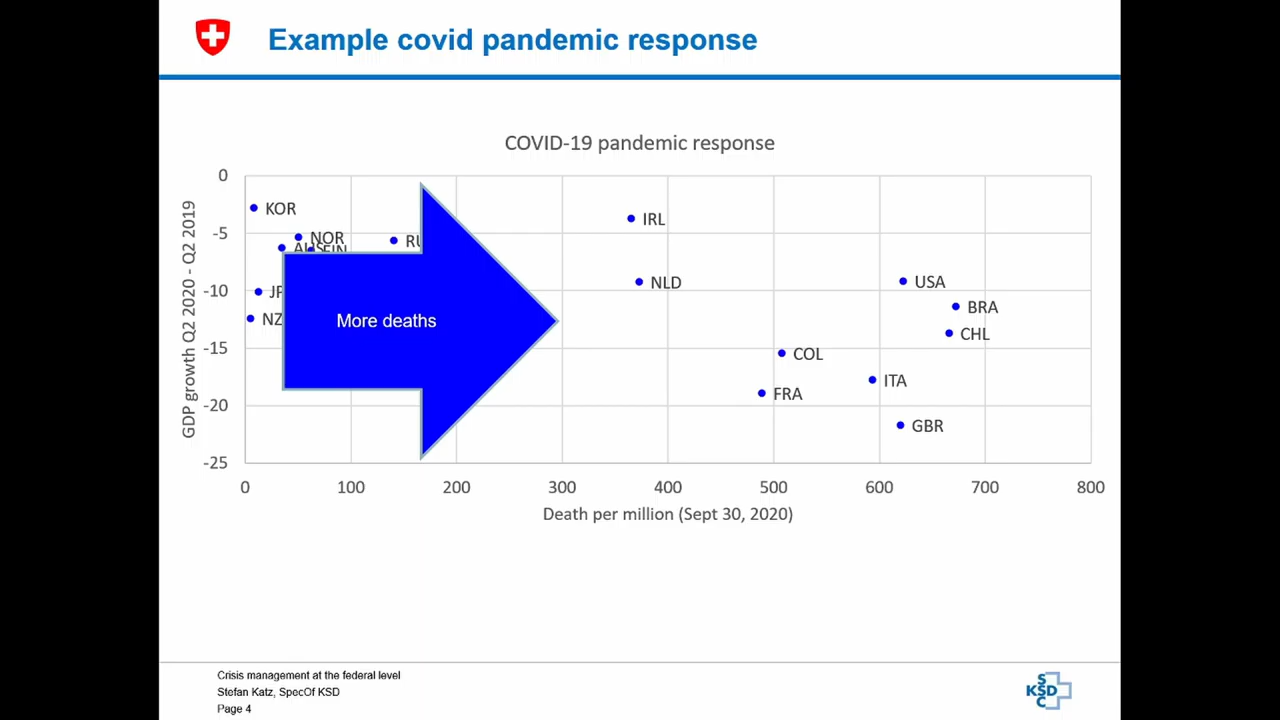 Example covid pandemic response
COVID-19 pandemic response
GDP growth Q2 2020 - Q2 2019
0
-5
-10
-15
-20
-25
KOR
NOR
IRL
NLD
USA
BRA
CHL
COL
ITA
FRA
GBR
More deaths
0 100 200 300 400 500 600 700 800
Death per million (Sept 30, 2020)
Crisis management at the federal level
Stefan Katz, SpecOf KSD
Page 4
KSD